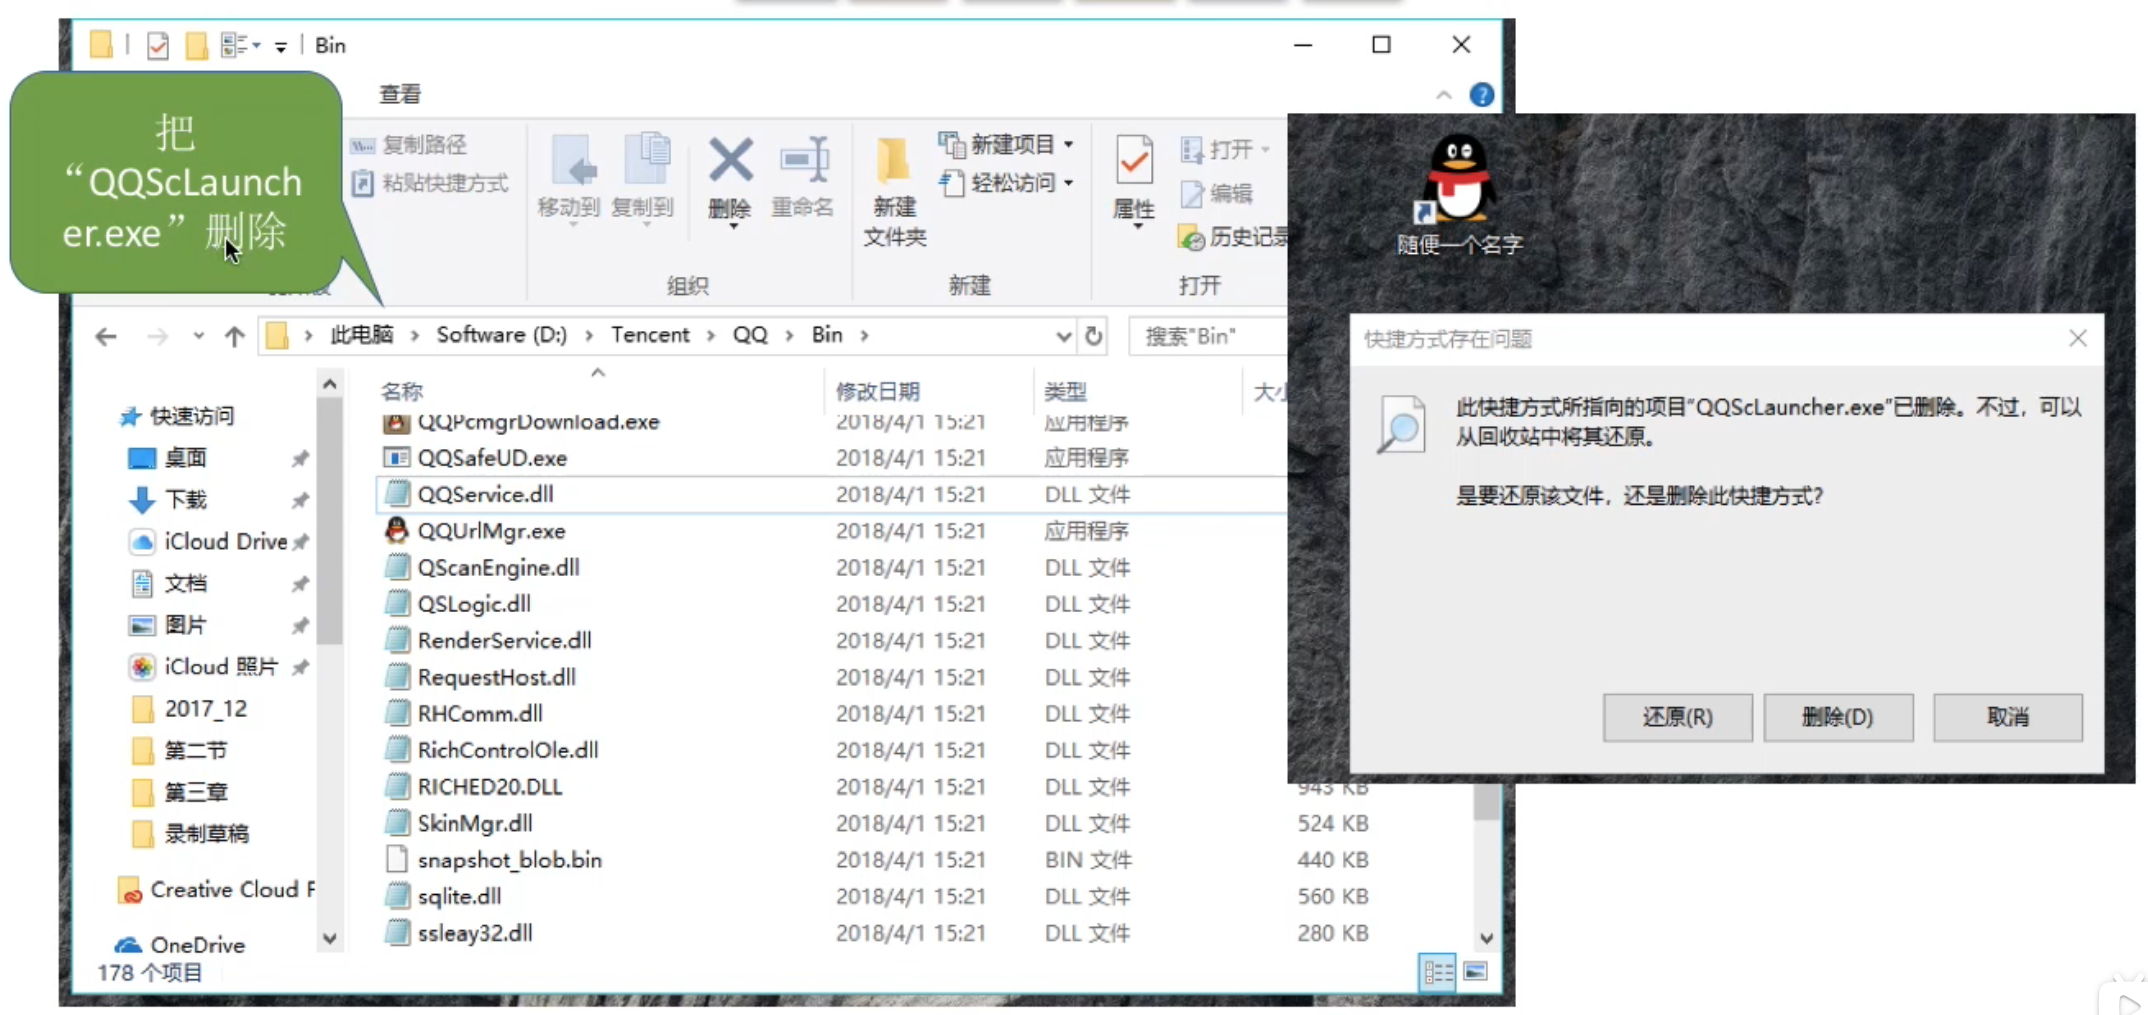 Bin
查看
把
“QQScLaunch
er.exe”删除
复制路径
粘贴快捷方式
移动到
复制到
删除
重命名
组织
新建
文件夹
新建项目
轻松访问
新建
属性
打开
编辑
历史记录
打开
此电脑 › Software (D:) › Tencent › QQ › Bin ›
搜索"Bin"
快速访问
桌面
下载
iCloud Drive
文档
图片
iCloud 照片
2017_12
第二节
第三章
录制草稿
Creative Cloud F
OneDrive
178 个项目
名称 修改日期 类型 大小
QQPcmgrDownload.exe 2018/4/1 15:21 应用程序
QQSafeUD.exe 2018/4/1 15:21 应用程序
QQService.dll 2018/4/1 15:21 DLL 文件
QQUrlMgr.exe 2018/4/1 15:21 应用程序
QScanEngine.dll 2018/4/1 15:21 DLL 文件
QSLogic.dll 2018/4/1 15:21 DLL 文件
RenderService.dll 2018/4/1 15:21 DLL 文件
RequestHost.dll 2018/4/1 15:21 DLL 文件
RHComm.dll 2018/4/1 15:21 DLL 文件
RichControlOle.dll 2018/4/1 15:21 DLL 文件
RICHED20.DLL 2018/4/1 15:21 DLL 文件 943 KB
SkinMgr.dll 2018/4/1 15:21 DLL 文件 524 KB
snapshot_blob.bin 2018/4/1 15:21 BIN 文件 440 KB
sqlite.dll 2018/4/1 15:21 DLL 文件 560 KB
ssleay32.dll 2018/4/1 15:21 DLL 文件 280 KB
随便一个名字
快捷方式存在问题
此快捷方式所指向的项目“QQScLauncher.exe”已删除。不过，可以
从回收站中将其还原。
是要还原该文件，还是删除此快捷方式?
还原(R)
删除(D)
取消